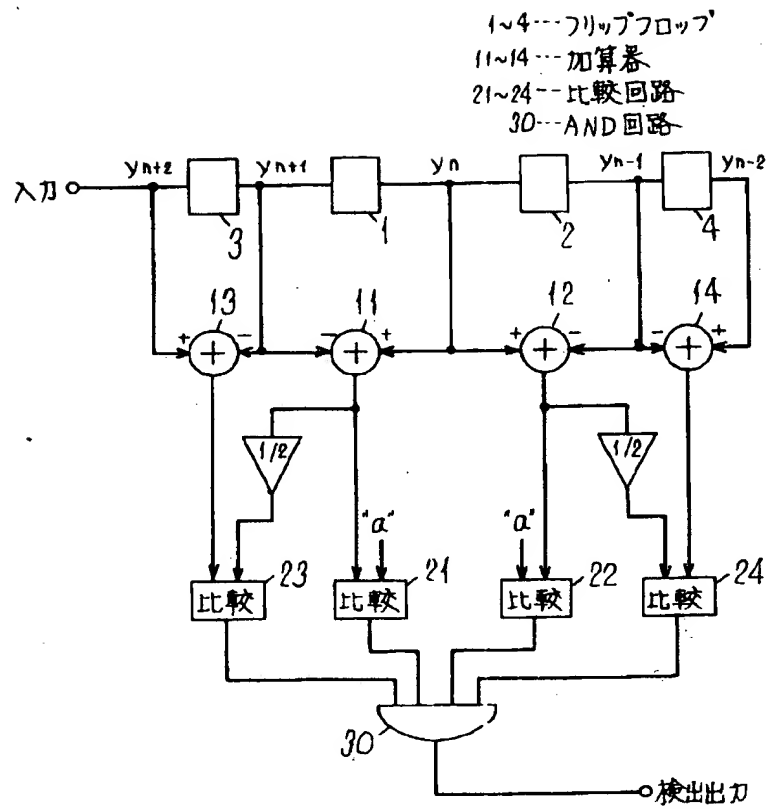 1~4---フリップフロップ
11~14---加算器
21~24--比較回路
30---AND回路
入力 yn+2 yn+1 yn yn-1 yn-2
3 1 2 4
13 11 12 14
+ - - + + - - +
+ + + +
1/2 1/2
"a" "a"
比較 23 比較 21 比較 22 比較 24
30
検出出力